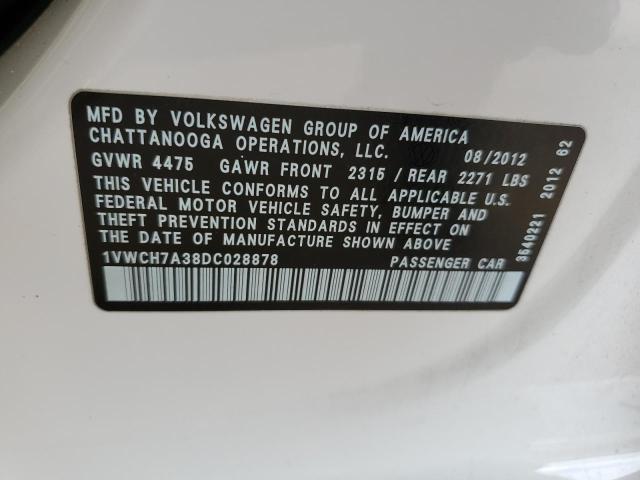 MFD BY VOLKSWAGEN GROUP OF AMERICA
CHATTANOOGA OPERATIONS, LLC. 08/2012
GVWR 4475 GAWR FRONT 2315 / REAR 2271 LBS
THIS VEHICLE CONFORMS TO ALL APPLICABLE U.S.
FEDERAL MOTOR VEHICLE SAFETY, BUMPER AND
THEFT PREVENTION STANDARDS IN EFFECT ON
THE DATE OF MANUFACTURE SHOWN ABOVE
1VWCH7A38DC028878 PASSENGER CAR
3540221 2012 62